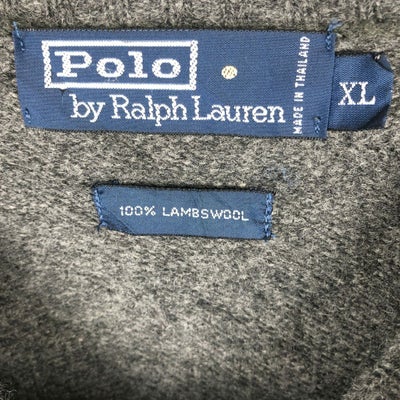 Polo
by Ralph Lauren
MADE IN THAILAND
XL
100% LAMBSWOOL